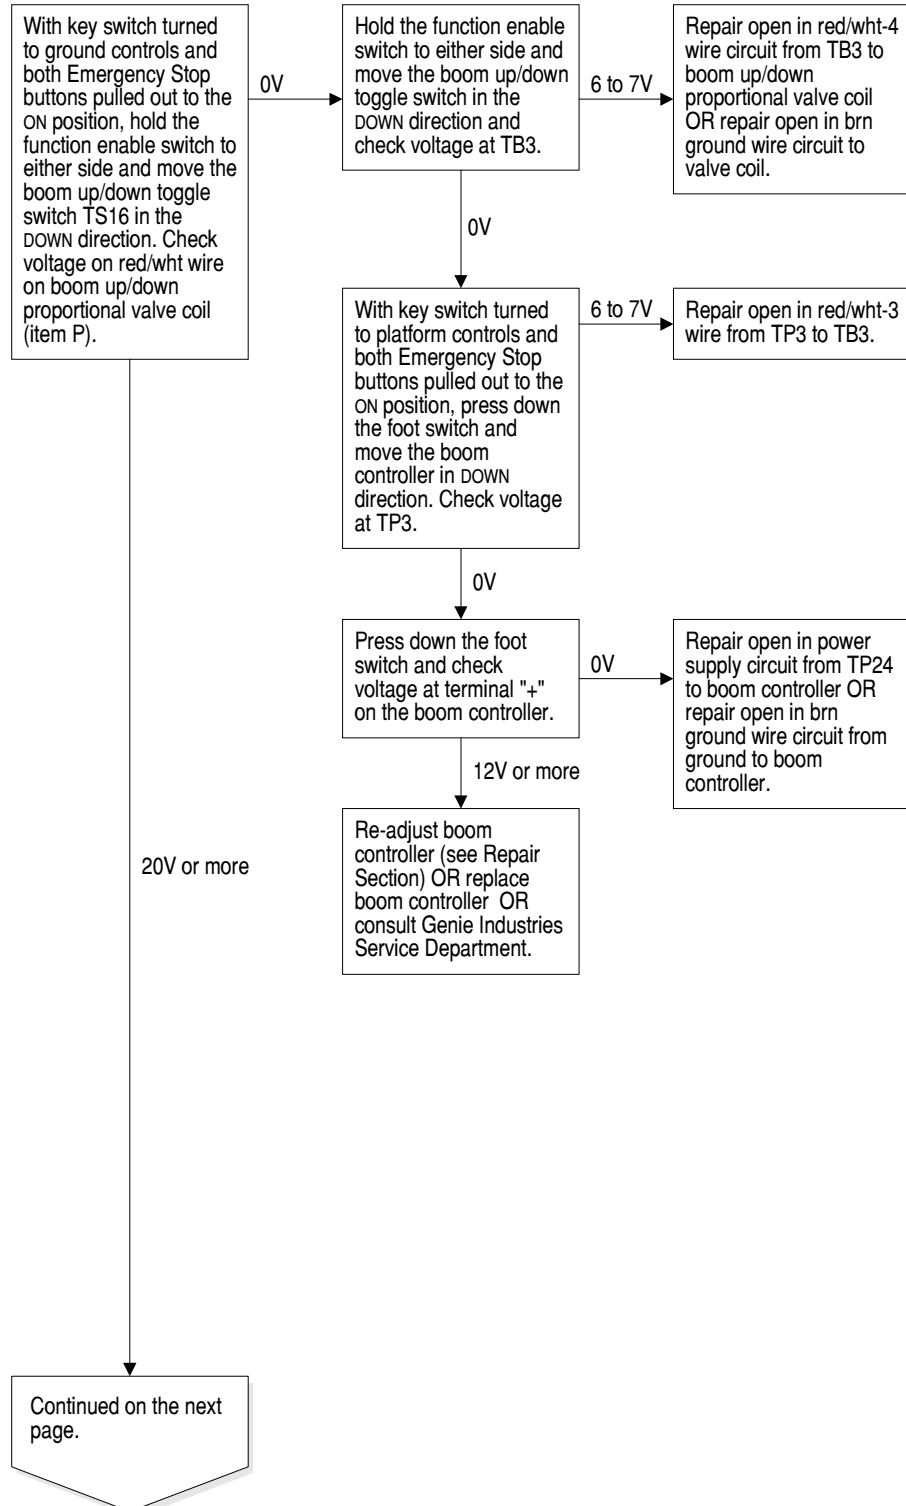 With key switch turned
to ground controls and
both Emergency Stop
buttons pulled out to the
ON position, hold the
function enable switch to
either side and move the
boom up/down toggle
switch TS16 in the
DOWN direction. Check
voltage on red/wht wire
on boom up/down
proportional valve coil
(item P).
0V
Hold the function enable
switch to either side and
move the boom up/down
toggle switch in the
DOWN direction and
check voltage at TB3.
6 to 7V
Repair open in red/wht-4
wire circuit from TB3 to
boom up/down
proportional valve coil
OR repair open in brn
ground wire circuit to
valve coil.
0V
With key switch turned
to platform controls and
both Emergency Stop
buttons pulled out to the
ON position, press down
the foot switch and
move the boom
controller in DOWN
direction. Check voltage
at TP3.
6 to 7V
Repair open in red/wht-3
wire from TP3 to TB3.
0V
Press down the foot
switch and check
voltage at terminal "+"
on the boom controller.
0V
Repair open in power
supply circuit from TP24
to boom controller OR
repair open in brn
ground wire circuit from
ground to boom
controller.
12V or more
Re-adjust boom
controller (see Repair
Section) OR replace
boom controller OR
consult Genie Industries
Service Department.
20V or more
Continued on the next
page.